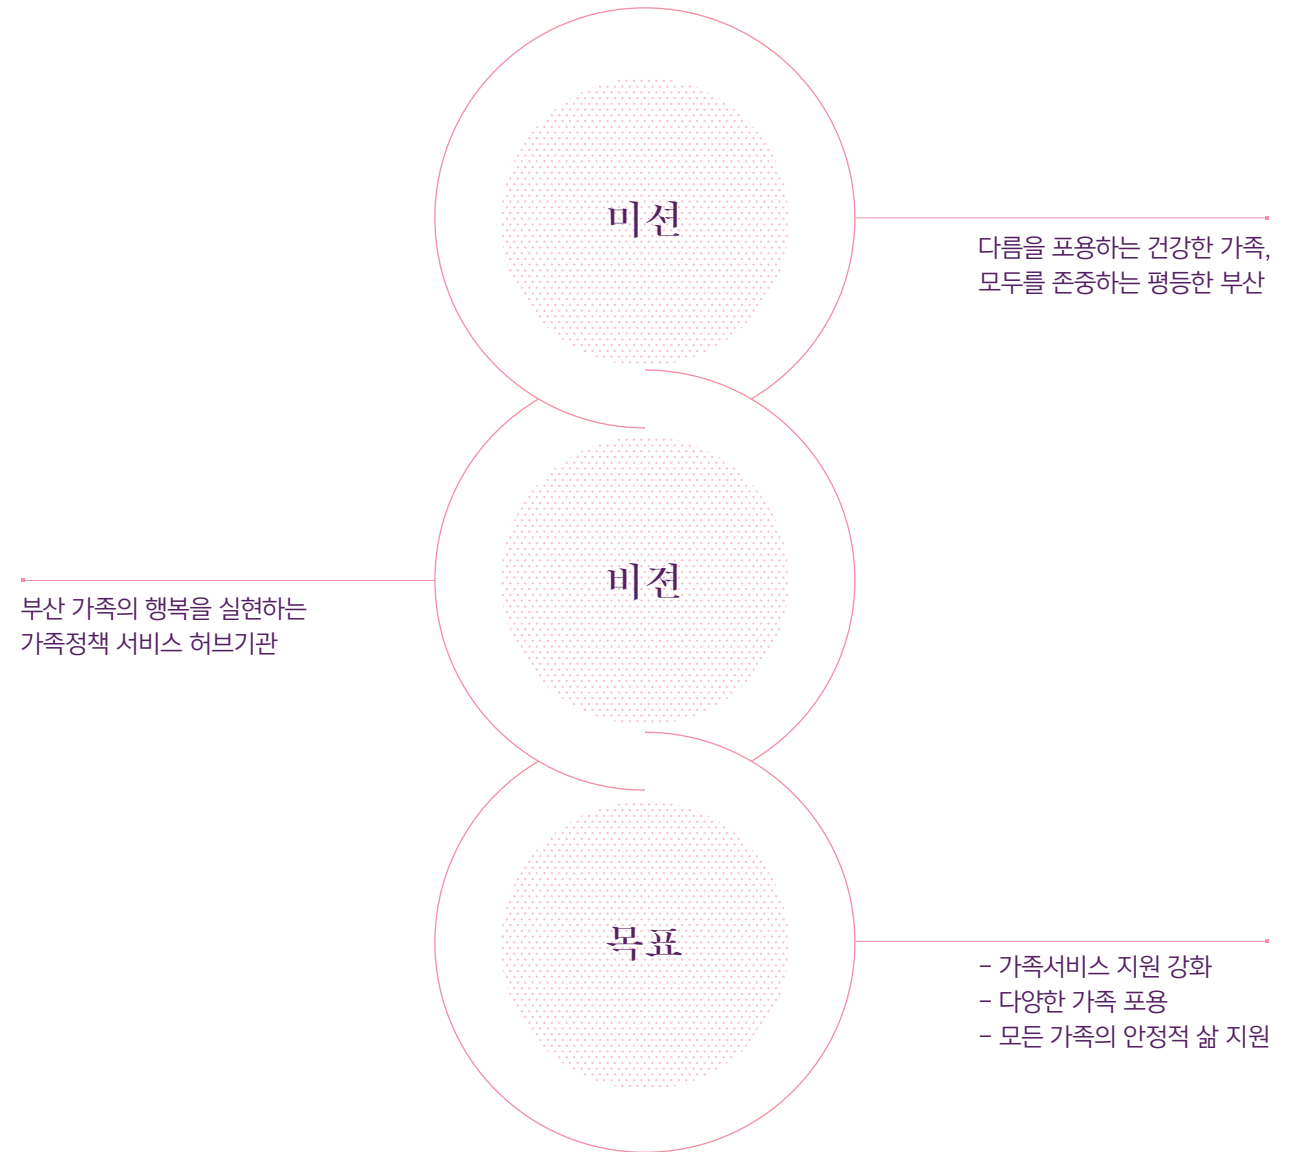 미션
다름을 포용하는 건강한 가족,
모두를 존중하는 평등한 부산
비전
부산 가족의 행복을 실현하는
가족정책 서비스 허브기관
목표
- 가족서비스 지원 강화
- 다양한 가족 포용
- 모든 가족의 안정적 삶 지원